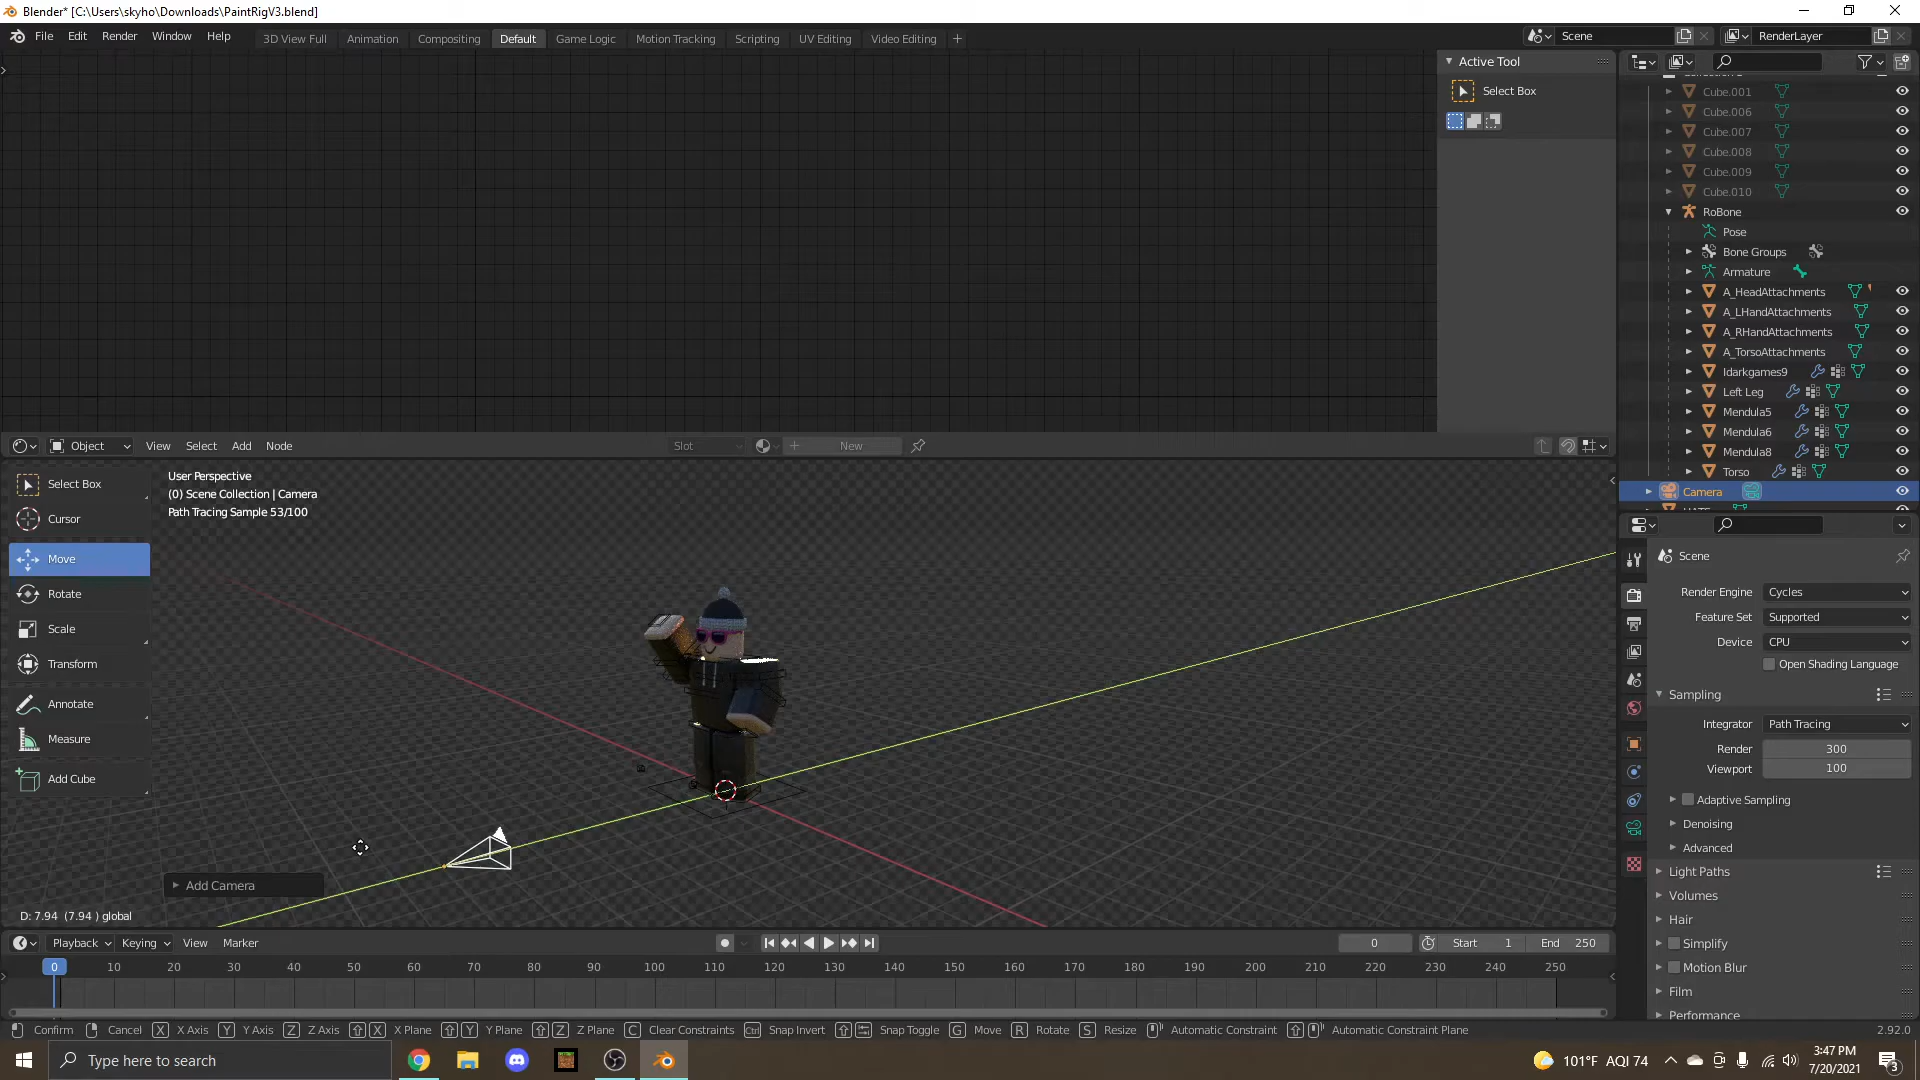 Blender* [C:\Users\skyho\Downloads\PaintRigV3.blend]
File Edit Render Window Help
3D View Full Animation Compositing Default Game Logic Motion Tracking Scripting UV Editing Video Editing +
Scene
RenderLayer
Active Tool
Select Box
Cube.001
Cube.006
Cube.007
Cube.008
Cube.009
Cube.010
RoBone
Pose
Bone Groups
Armature
A_HeadAttachments
A_LHandAttachments
A_RHandAttachments
A_TorsoAttachments
Idarkgames9
Left Leg
Mendula5
Mendula6
Mendula8
Torso
Camera
Object View Select Add Node
Slot
New
Select Box
Cursor
Move
Rotate
Scale
Transform
Annotate
Measure
Add Cube
User Perspective
(0) Scene Collection | Camera
Path Tracing Sample 53/100
Add Camera
D: 7.94 (7.94 ) global
Scene
Render Engine Cycles
Feature Set Supported
Device CPU
Open Shading Language
Sampling
Integrator Path Tracing
Render 300
Viewport 100
Adaptive Sampling
Denoising
Advanced
Light Paths
Volumes
Hair
Simplify
Motion Blur
Film
Performance
Playback Keying View Marker
0 Start 1 End 250
0 10 20 30 40 50 60 70 80 90 100 110 120 130 140 150 160 170 180 190 200 210 220 230 240 250
Confirm Cancel X X Axis Y Y Axis Z Z Axis X X Plane Y Y Plane Z Z Plane C Clear Constraints Ctrl Snap Invert Snap Toggle G Move R Rotate S Resize Automatic Constraint Automatic Constraint Plane 2.92.0
Type here to search
101°F AQI 74
3:47 PM
7/20/2021
3